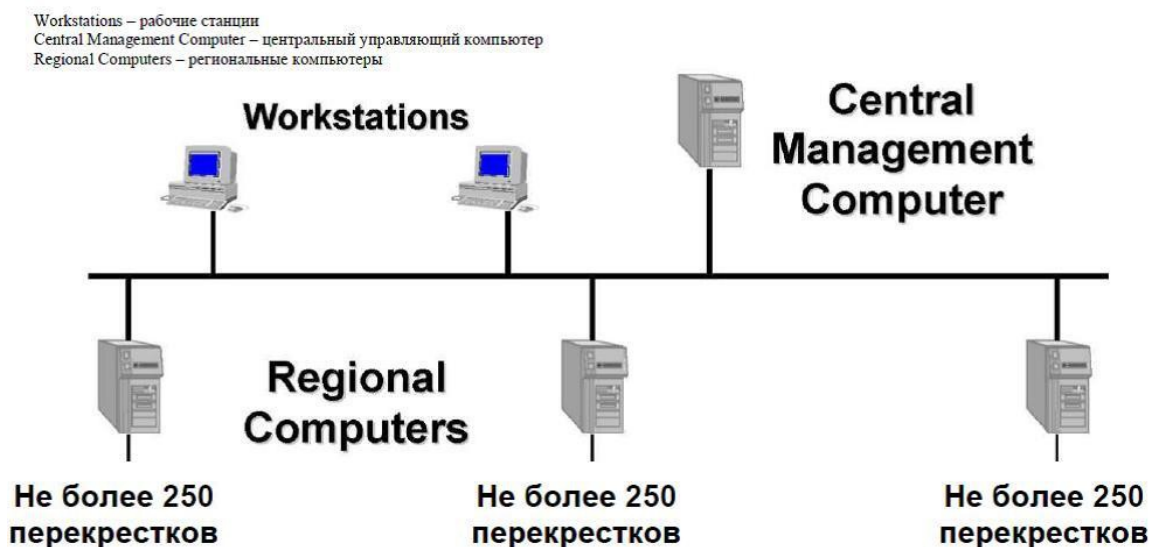 Workstations – рабочие станции
Central Management Computer – центральный управляющий компьютер
Regional Computers – региональные компьютеры
Workstations
Central
Management
Computer
Regional
Computers
Не более 250
перекрестков
Не более 250
перекрестков
Не более 250
перекрестков